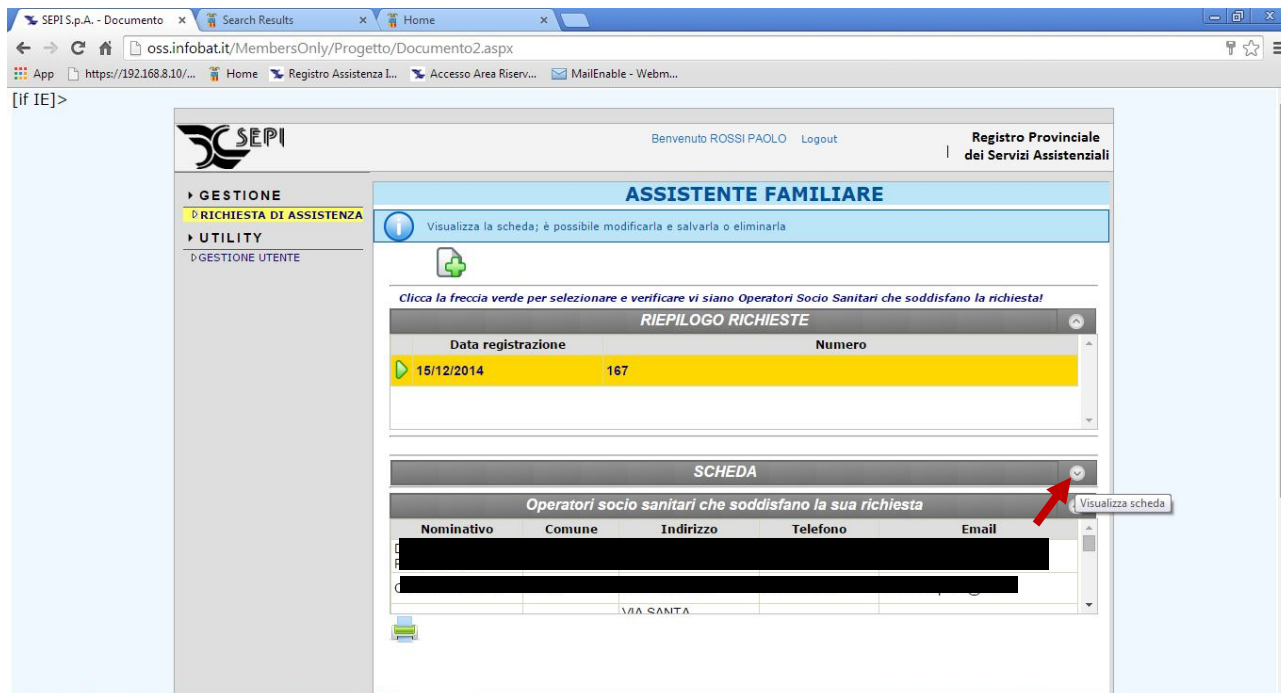 SEPI S.p.A. - Documento
Search Results
Home
oss.infobat.it/MembersOnly/Progetto/Documento2.aspx
App https://192.168.8.10/... Home Registro Assistenza I... Accesso Area Riserv... MailEnable - Webm...
[if IE]>
SEPI
Benvenuto ROSSI PAOLO Logout
| Registro Provinciale
dei Servizi Assistenziali
GESTIONE
RICHIESTA DI ASSISTENZA
UTILITY
GESTIONE UTENTE
ASSISTENTE FAMILIARE
Visualizza la scheda; è possibile modificarla e salvarla o eliminarla
Clicca la freccia verde per selezionare e verificare vi siano Operatori Socio Sanitari che soddisfano la richiesta!
RIEPILOGO RICHIESTE
Data registrazione Numero
15/12/2014 167
SCHEDA
Visualizza scheda
Operatori socio sanitari che soddisfano la sua richiesta
Nominativo Comune Indirizzo Telefono Email
VIA SANTA